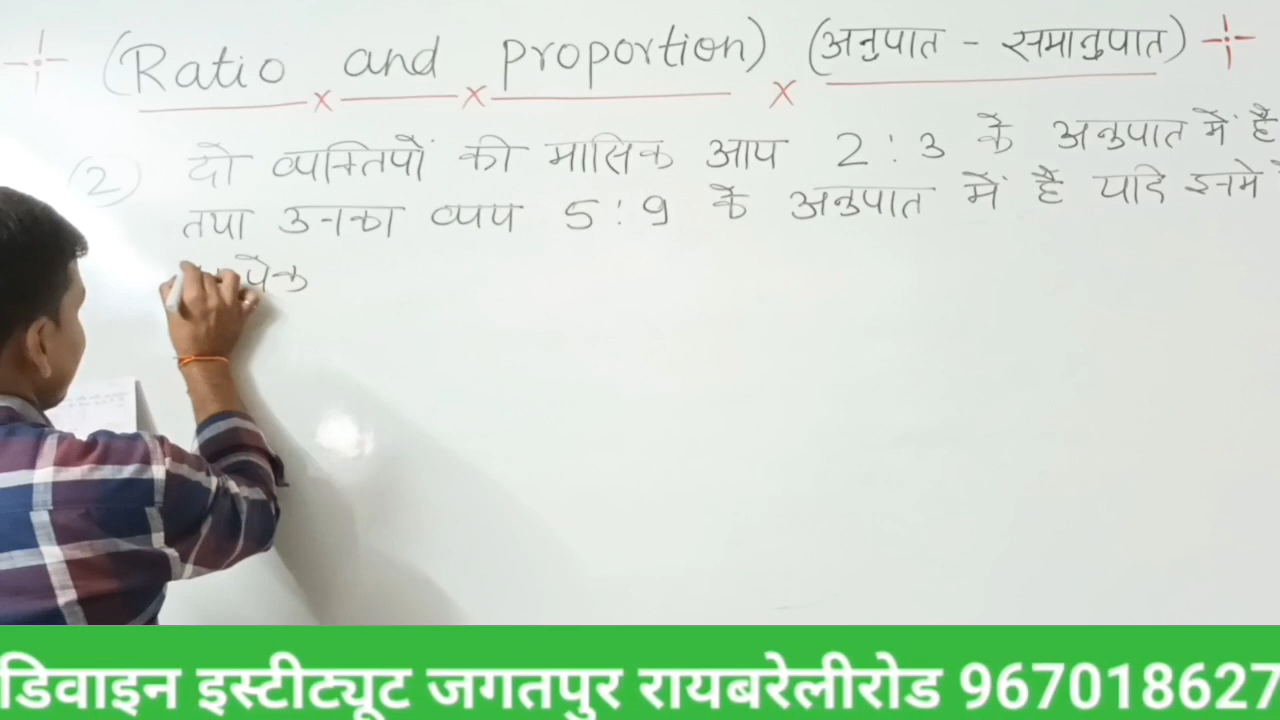 (Ratio and proportion) (अनुपात - समानुपात)
(2) दो व्यक्तियों की मासिक आय 2 : 3 के अनुपात में है
तथा उनका व्यय 5 : 9 के अनुपात में है यदि इनमे
डिवाइन इस्टीट्यूट जगतपुर रायबरेलीरोड 967018627